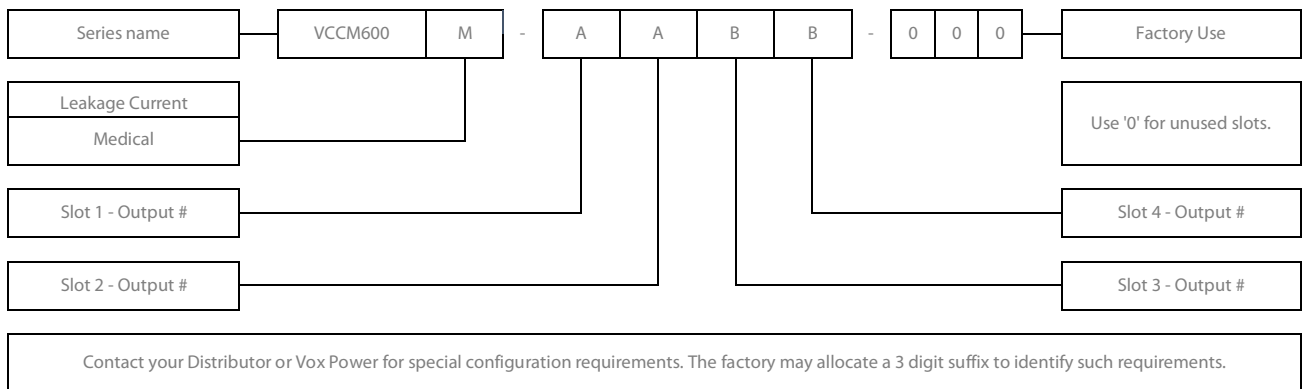 Series name VCCM600 M - A A B B - 0 0 0 Factory Use
Leakage Current
Medical
Use '0' for unused slots.
Slot 1 - Output #
Slot 4 - Output #
Slot 2 - Output #
Slot 3 - Output #
Contact your Distributor or Vox Power for special configuration requirements. The factory may allocate a 3 digit suffix to identify such requirements.